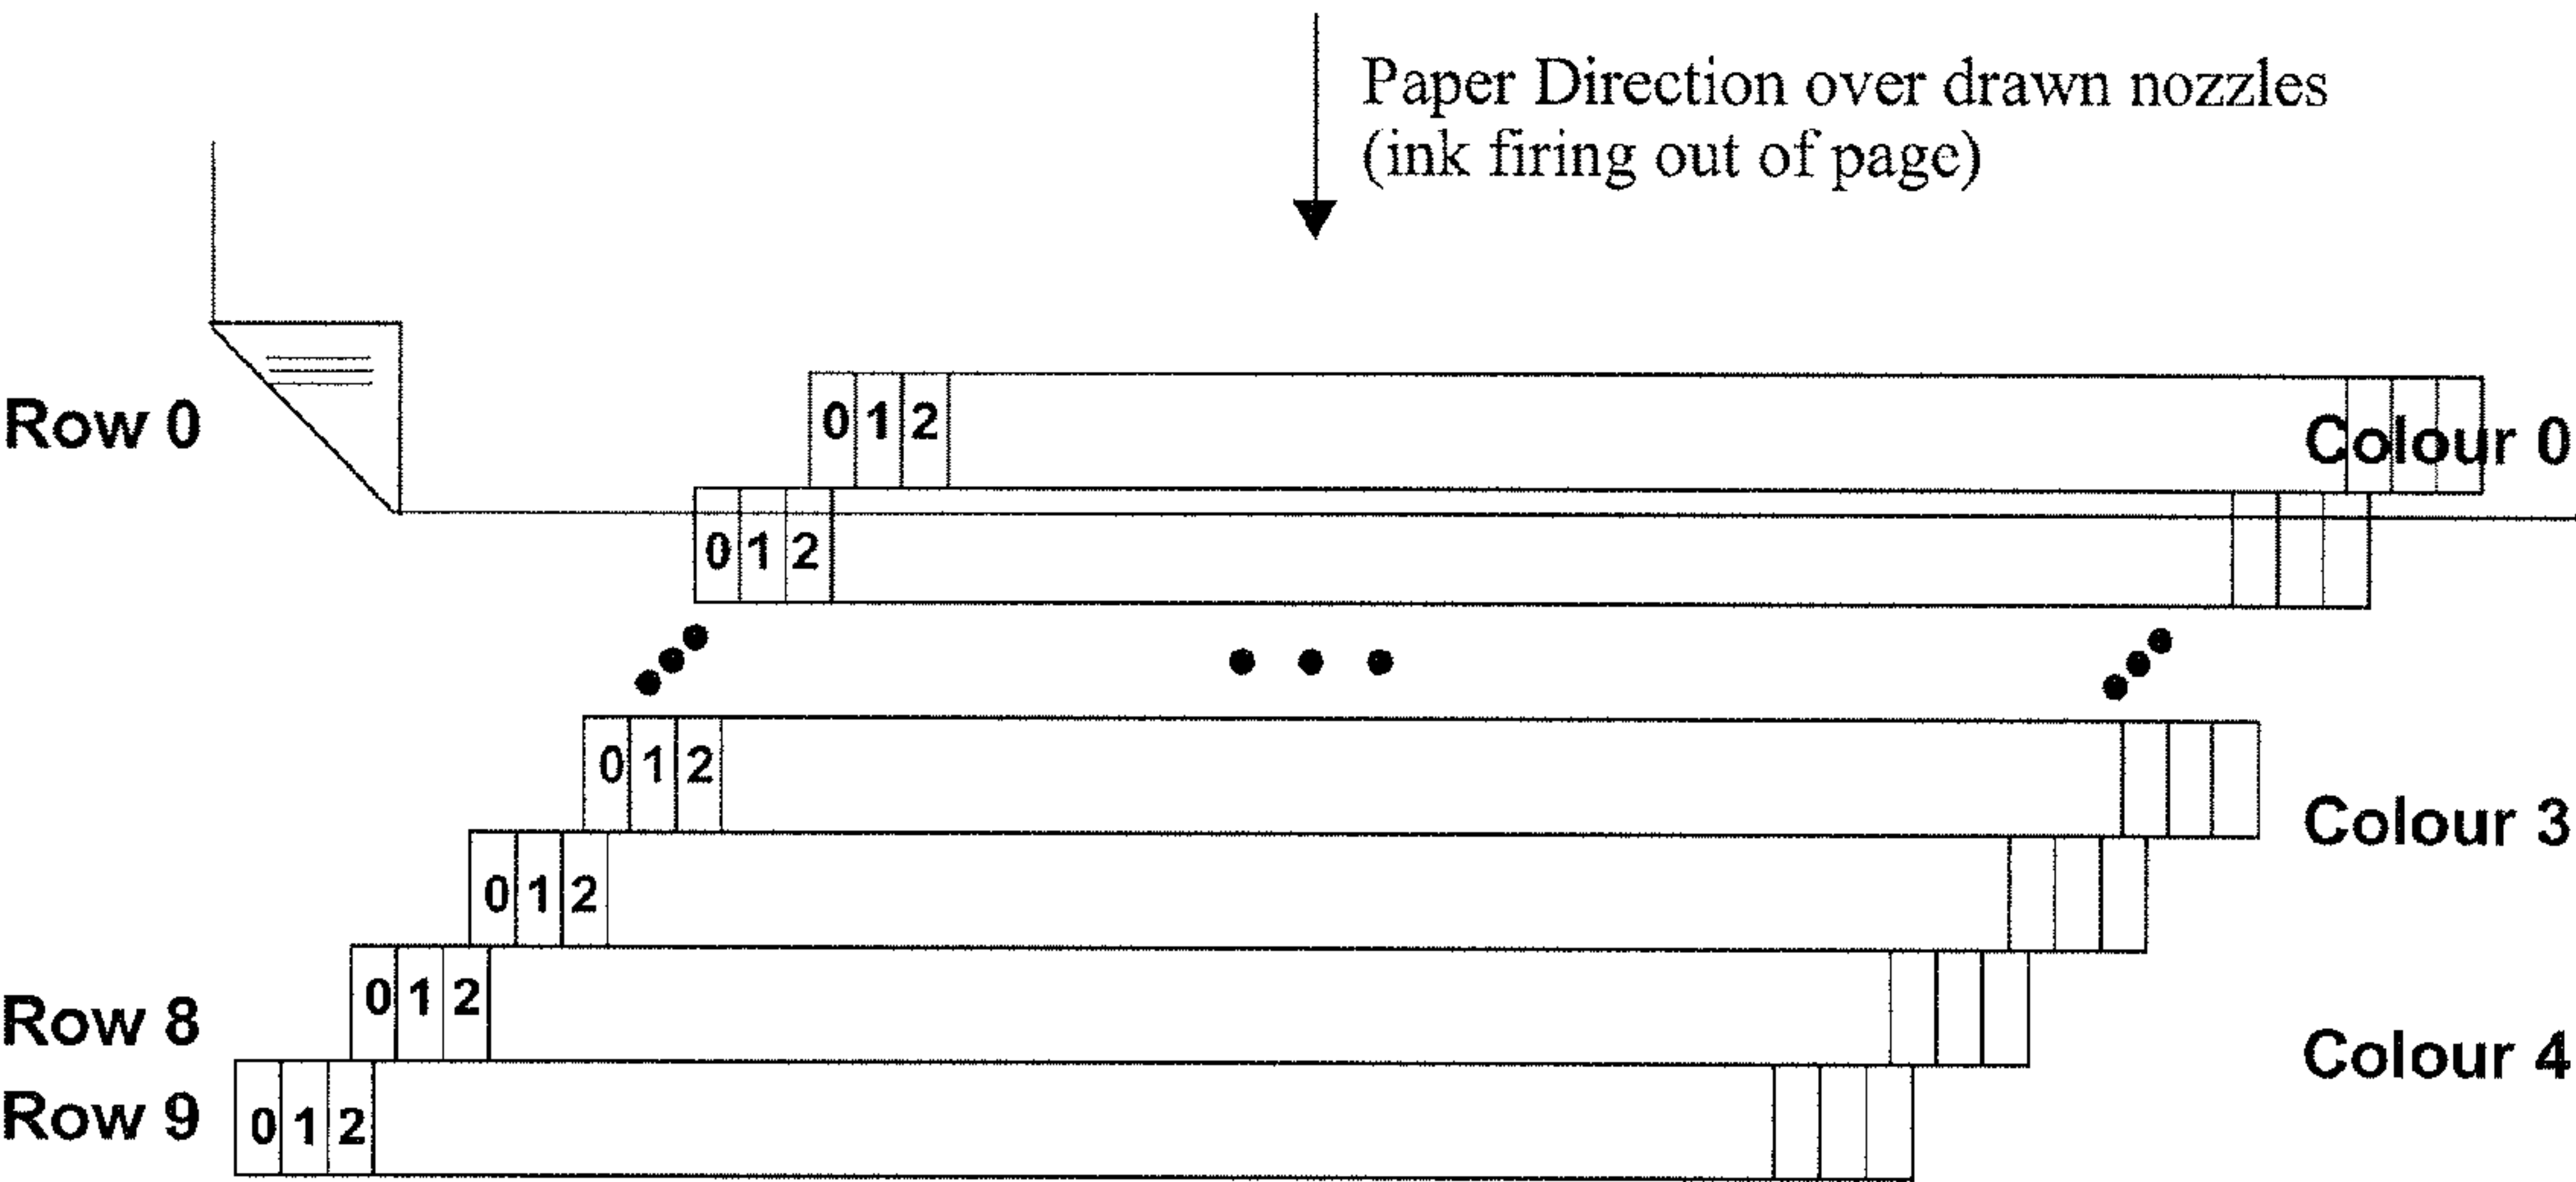 Paper Direction over drawn nozzles
(ink firing out of page)
Row 0
0 1 2
Colour 0
0 1 2
0 1 2
Colour 3
0 1 2
Row 8
0 1 2
Colour 4
Row 9
0 1 2